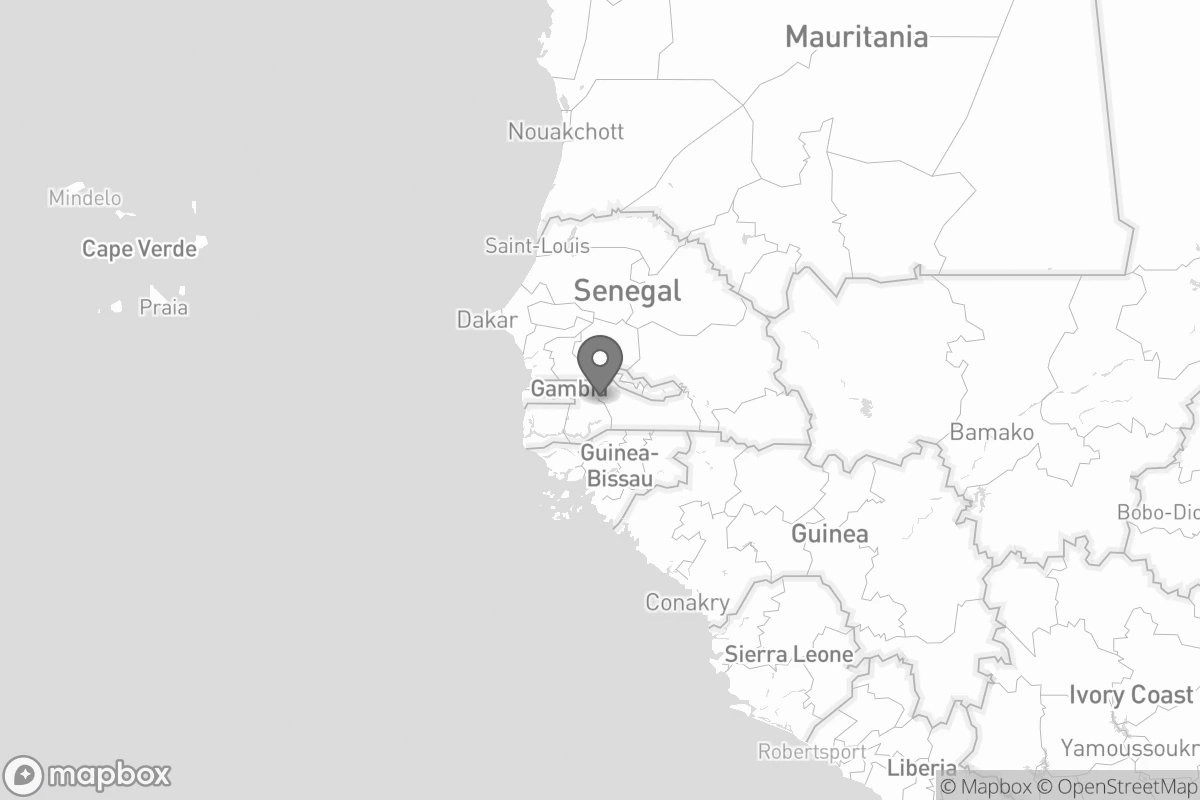 Mauritania
Nouakchott
Mindelo
Cape Verde
Saint-Louis
Senegal
Praia
Dakar
Gambia
Bamako
Guinea-
Bissau
Bobo-Dio
Guinea
Conakry
Sierra Leone
Ivory Coast
Robertsport
Yamoussoukr
Liberia
mapbox
© Mapbox © OpenStreetMap